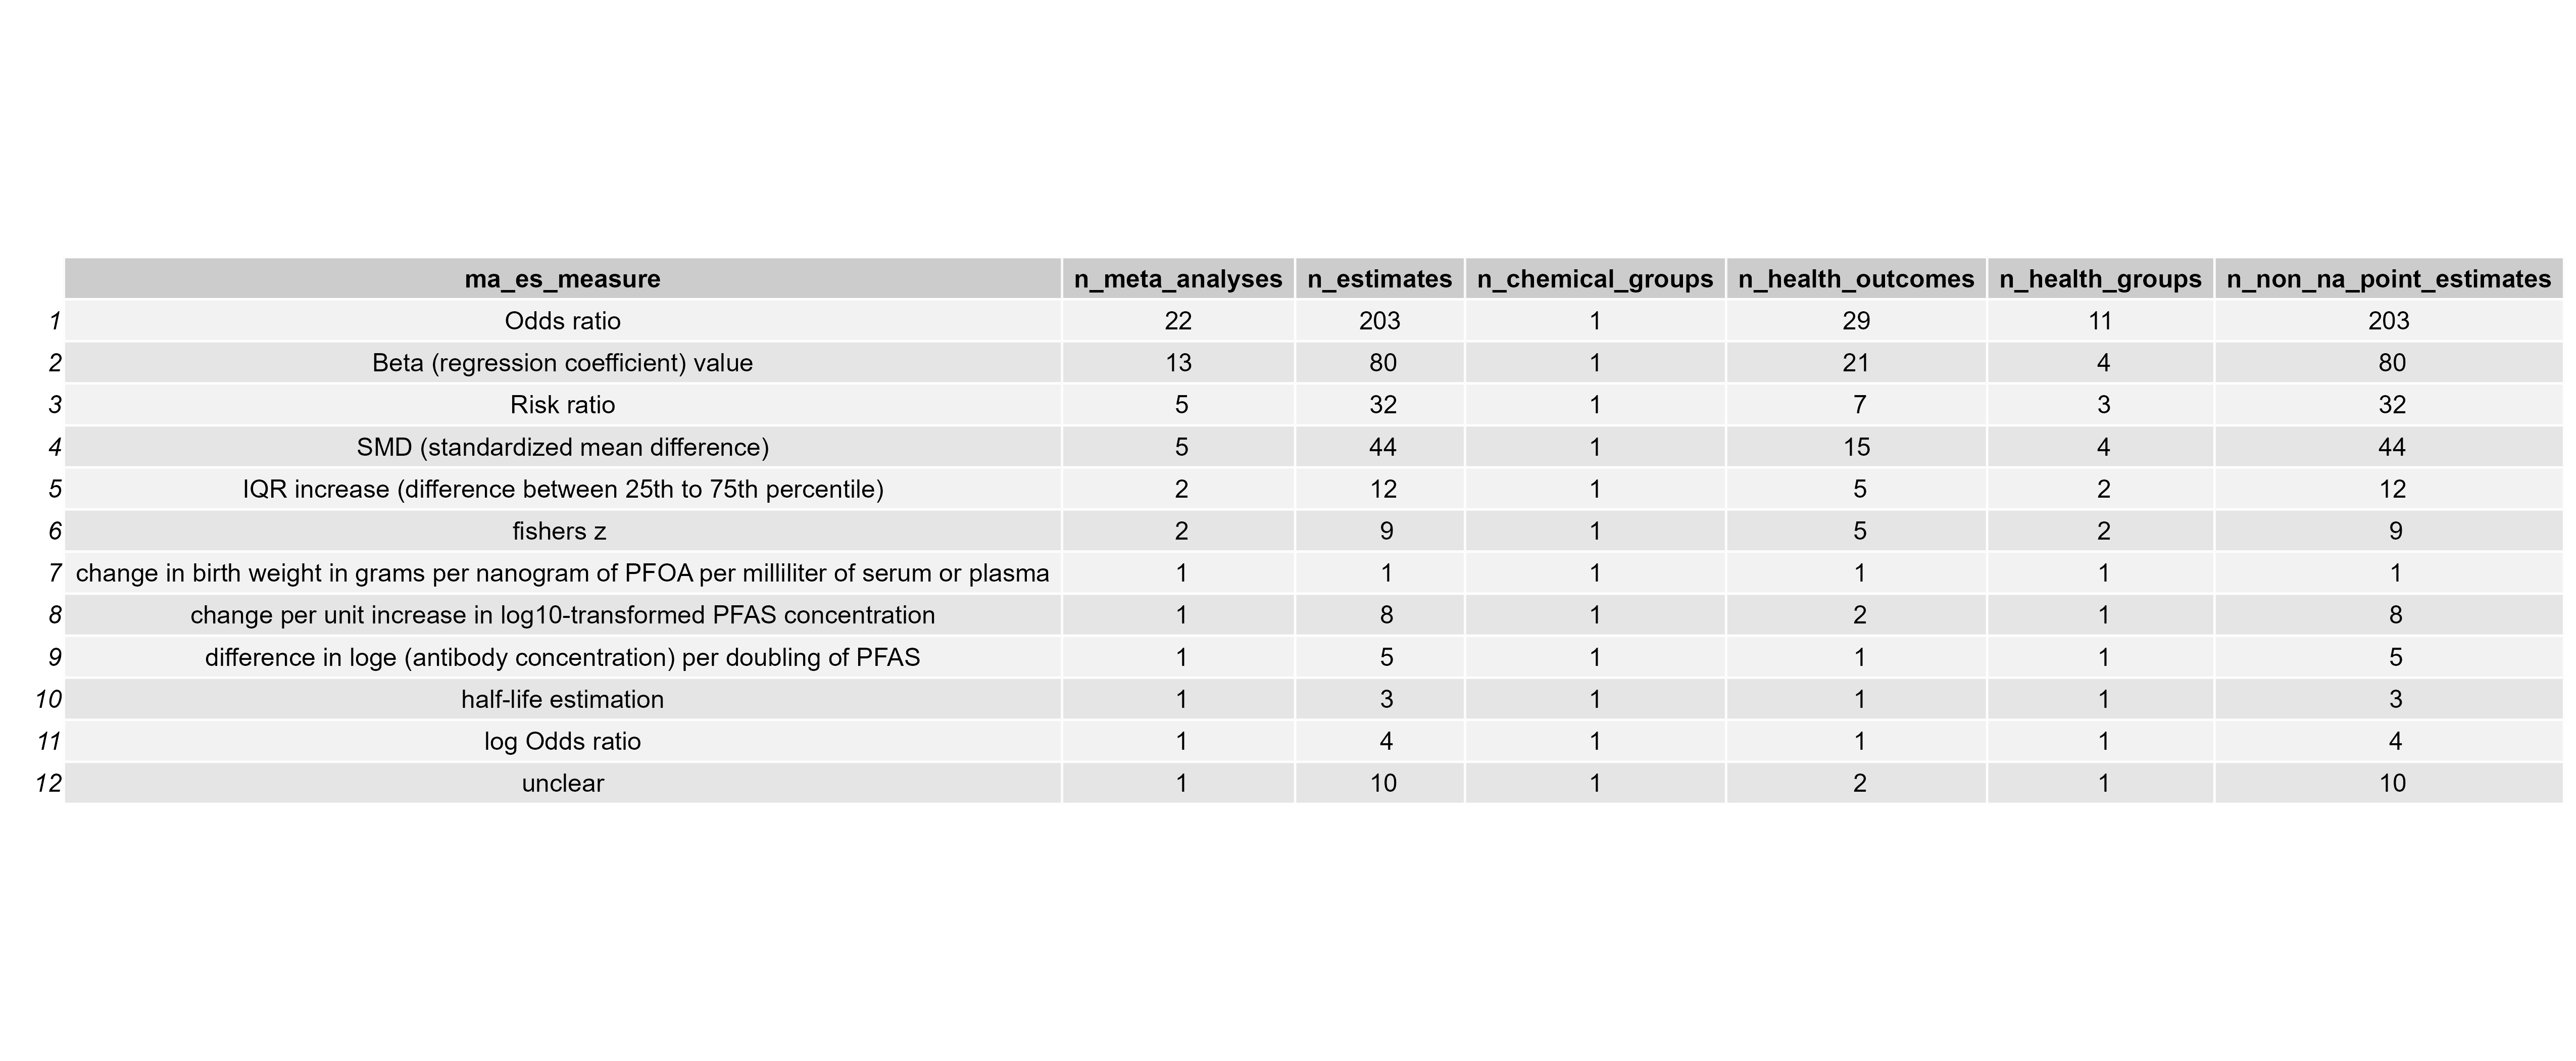 ma_es_measure n_meta_analyses n_estimates n_chemical_groups n_health_outcomes n_health_groups n_non_na_point_estimates
1 Odds ratio 22 203 1 29 11 203
2 Beta (regression coefficient) value 13 80 1 21 4 80
3 Risk ratio 5 32 1 7 3 32
4 SMD (standardized mean difference) 5 44 1 15 4 44
5 IQR increase (difference between 25th to 75th percentile) 2 12 1 5 2 12
6 fishers z 2 9 1 5 2 9
7 change in birth weight in grams per nanogram of PFOA per milliliter of serum or plasma 1 1 1 1 1 1
8 change per unit increase in log10-transformed PFAS concentration 1 8 1 2 1 8
9 difference in loge (antibody concentration) per doubling of PFAS 1 5 1 1 1 5
10 half-life estimation 1 3 1 1 1 3
11 log Odds ratio 1 4 1 1 1 4
12 unclear 1 10 1 2 1 10